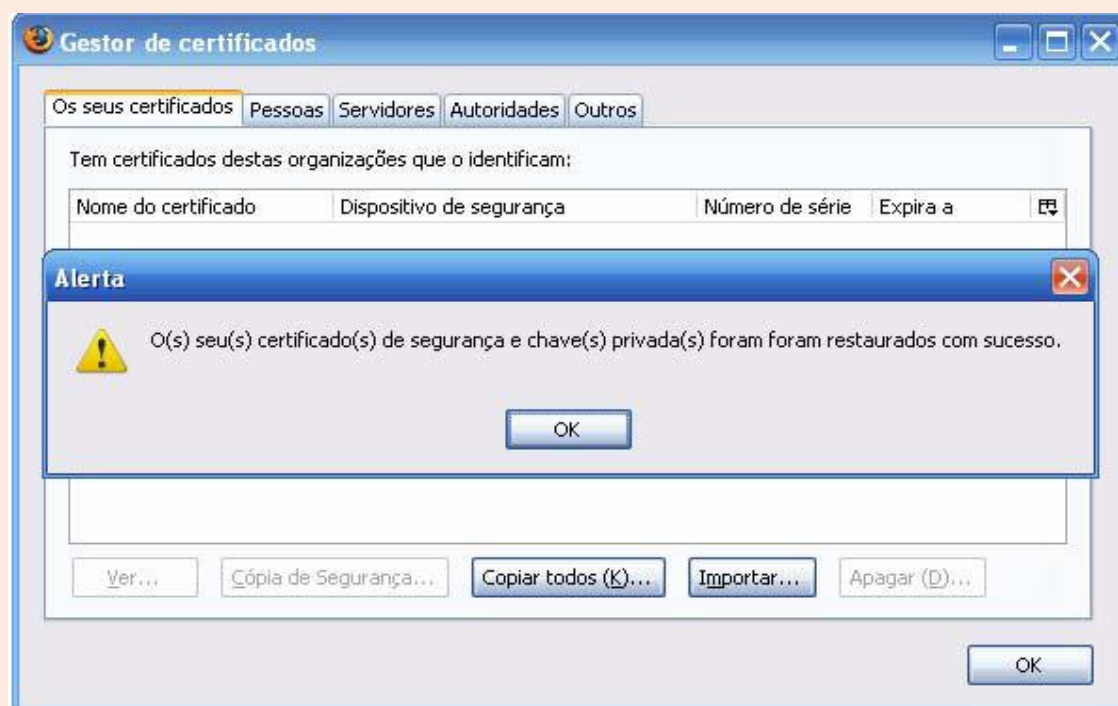 Gestor de certificados
Os seus certificados Pessoas Servidores Autoridades Outros
Tem certificados destas organizações que o identificam:
Nome do certificado Dispositivo de segurança Número de série Expira a
Alerta
O(s) seu(s) certificado(s) de segurança e chave(s) privada(s) foram foram restaurados com sucesso.
OK
Ver... Cópia de Segurança... Copiar todos (K)... Importar... Apagar (D)...
OK